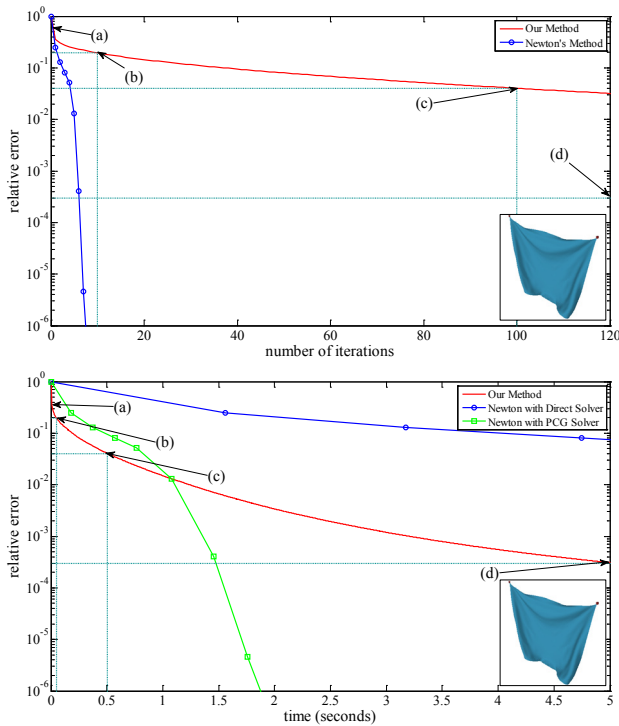 10^0
10^-1
10^-2
10^-3
10^-4
10^-5
10^-6
relative error
(a)
(b)
(c)
(d)
Our Method
Newton's Method
0 20 40 60 80 100 120
number of iterations
10^0
10^-1
10^-2
10^-3
10^-4
10^-5
10^-6
relative error
(a)
(b)
(c)
(d)
Our Method
Newton with Direct Solver
Newton with PCG Solver
0 0.5 1 1.5 2 2.5 3 3.5 4 4.5 5
time (seconds)